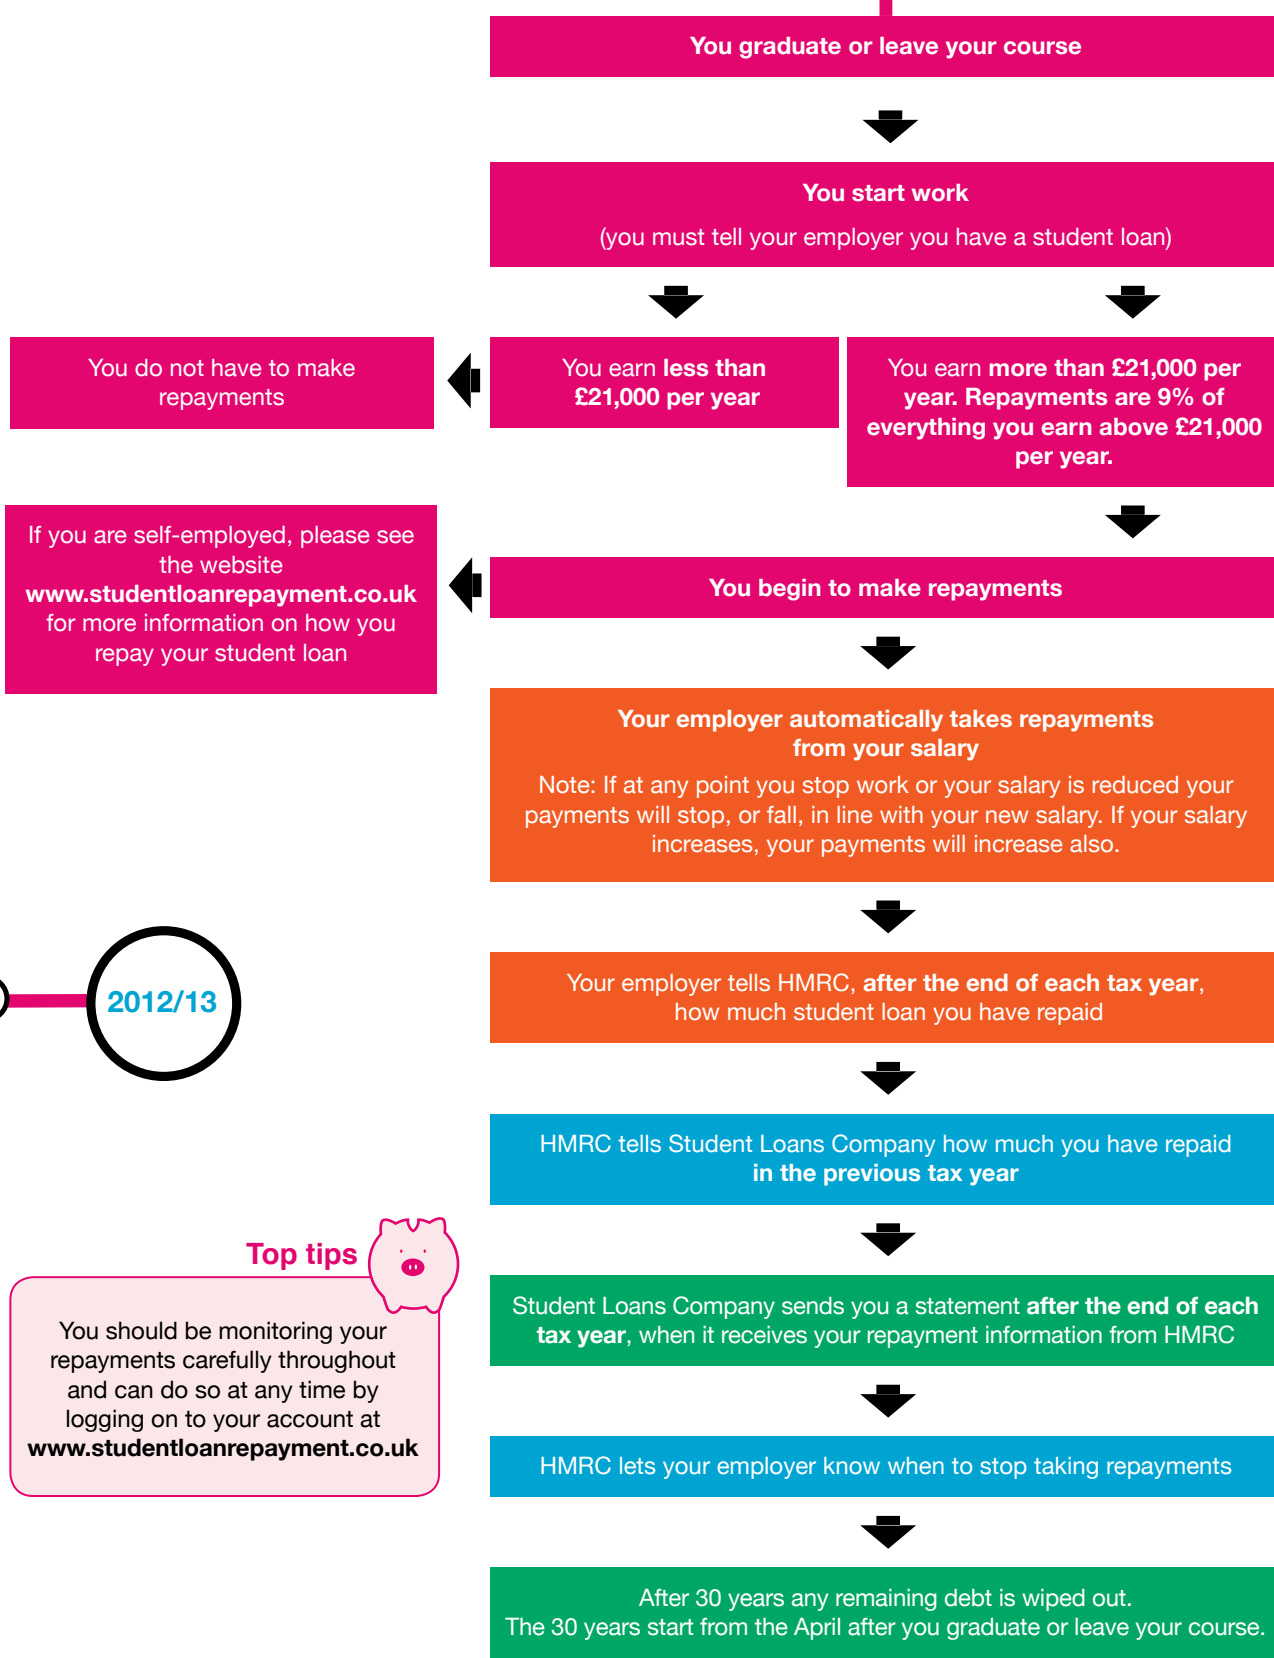 You graduate or leave your course
You start work
(you must tell your employer you have a student loan)
You do not have to make
repayments
You earn less than
£21,000 per year
You earn more than £21,000 per
year. Repayments are 9% of
everything you earn above £21,000
per year.
If you are self-employed, please see
the website
www.studentloanrepayment.co.uk
for more information on how you
repay your student loan
You begin to make repayments
Your employer automatically takes repayments
from your salary
Note: If at any point you stop work or your salary is reduced your
payments will stop, or fall, in line with your new salary. If your salary
increases, your payments will increase also.
2012/13
Your employer tells HMRC, after the end of each tax year,
how much student loan you have repaid
HMRC tells Student Loans Company how much you have repaid
in the previous tax year
Top tips
You should be monitoring your
repayments carefully throughout
and can do so at any time by
logging on to your account at
www.studentloanrepayment.co.uk
Student Loans Company sends you a statement after the end of each
tax year, when it receives your repayment information from HMRC
HMRC lets your employer know when to stop taking repayments
After 30 years any remaining debt is wiped out.
The 30 years start from the April after you graduate or leave your course.